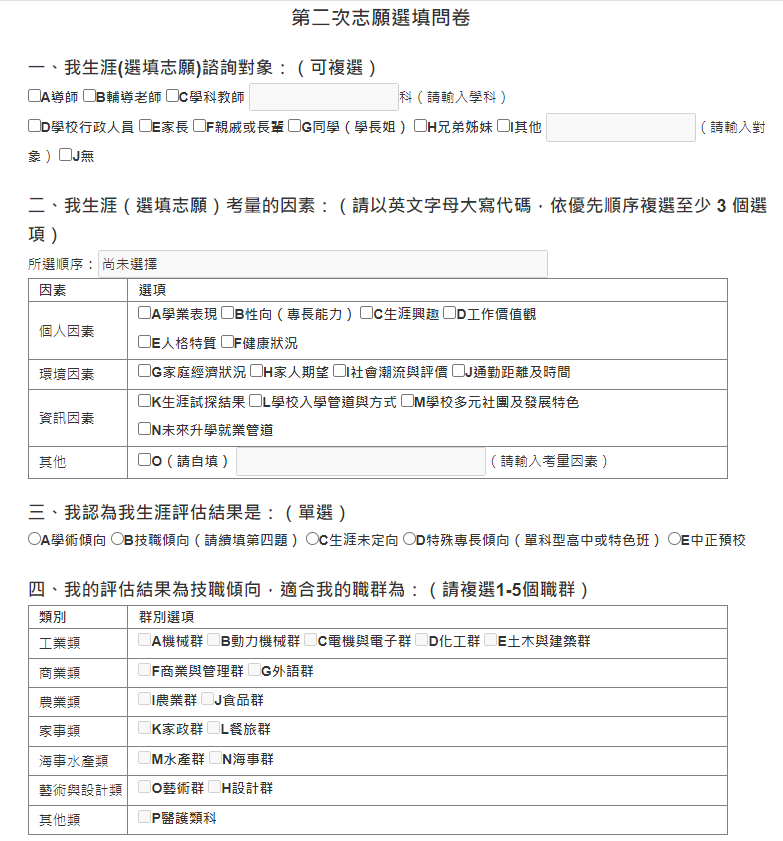 第二次志願選填問卷
一、我生涯(選填志願)諮詢對象：（可複選）
A導師 B輔導老師 C學科教師 科（請輸入學科）
D學校行政人員 E家長 F親戚或長輩 G同學（學長姐） H兄弟姊妹 I其他 （請輸入對
象） J無
二、我生涯（選填志願）考量的因素：（請以英文字母大寫代碼，依優先順序複選至少 3 個選
項）
所選順序： 尚未選擇
因素 選項
個人因素 A學業表現 B性向（專長能力） C生涯興趣 D工作價值觀
E人格特質 F健康狀況
環境因素 G家庭經濟狀況 H家人期望 I社會潮流與評價 J通勤距離及時間
資訊因素 K生涯試探結果 L學校入學管道與方式 M學校多元社團及發展特色
N未來升學就業管道
其他 O（請自填） （請輸入考量因素）
三、我認為我生涯評估結果是：（單選）
A學術傾向 B技職傾向（請續填第四題） C生涯未定向 D特殊專長傾向（單科型高中或特色班） E中正預校
四、我的評估結果為技職傾向，適合我的職群為：（請複選1-5個職群）
類別 群別選項
工業類 A機械群 B動力機械群 C電機與電子群 D化工群 E土木與建築群
商業類 F商業與管理群 G外語群
農業類 I農業群 J食品群
家事類 K家政群 L餐旅群
海事水產類 M水產群 N海事群
藝術與設計類 O藝術群 H設計群
其他類 P醫護類科